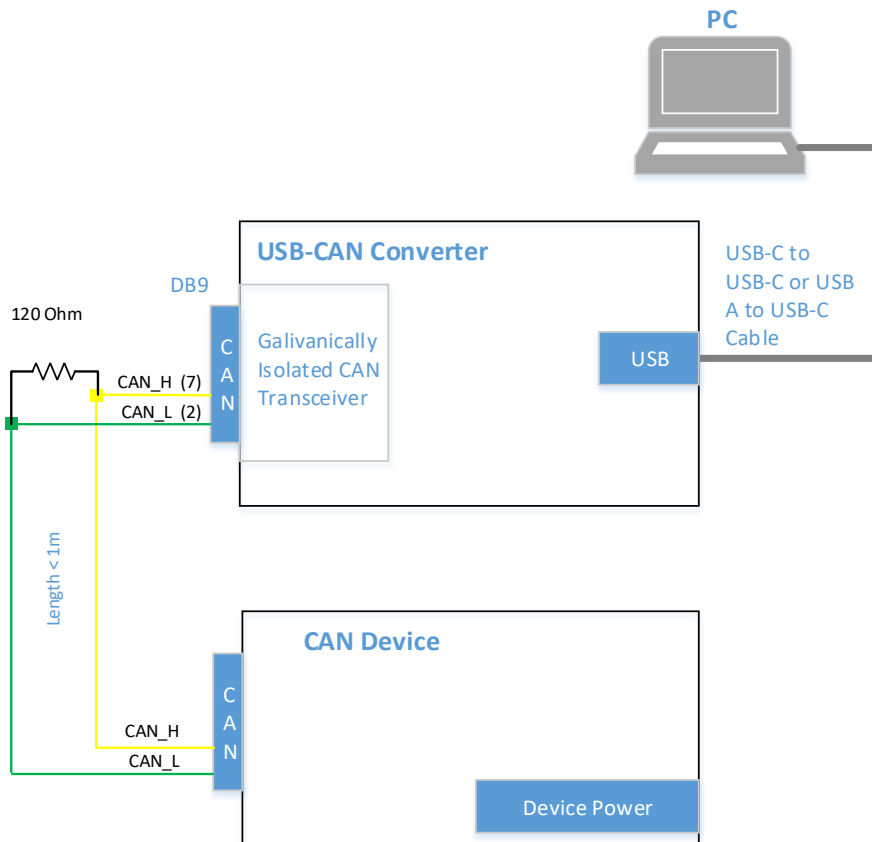 PC
USB-CAN Converter
USB-C to
USB-C or USB
A to USB-C
Cable
DB9
120 Ohm
C
A
N
Galivanically
Isolated CAN
Transceiver
USB
CAN_H (7)
CAN_L (2)
Length < 1m
CAN Device
C
A
N
CAN_H
CAN_L
Device Power